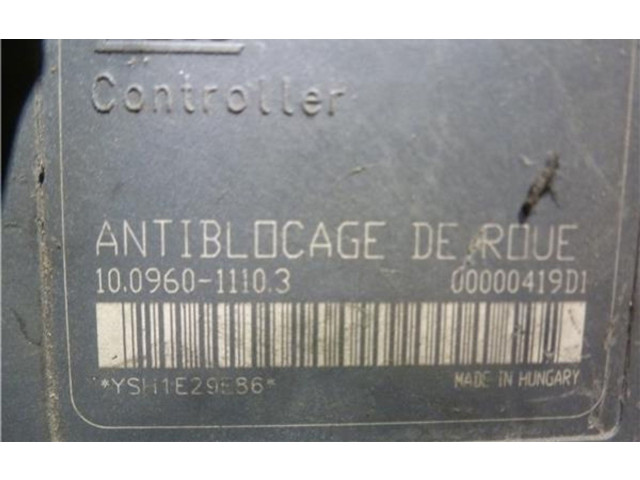 Controller
ANTIBLOCAGE DE ROUE
10.0960-1110.3 00000419D1
*YSH1E29E86*
MADE IN HUNGARY